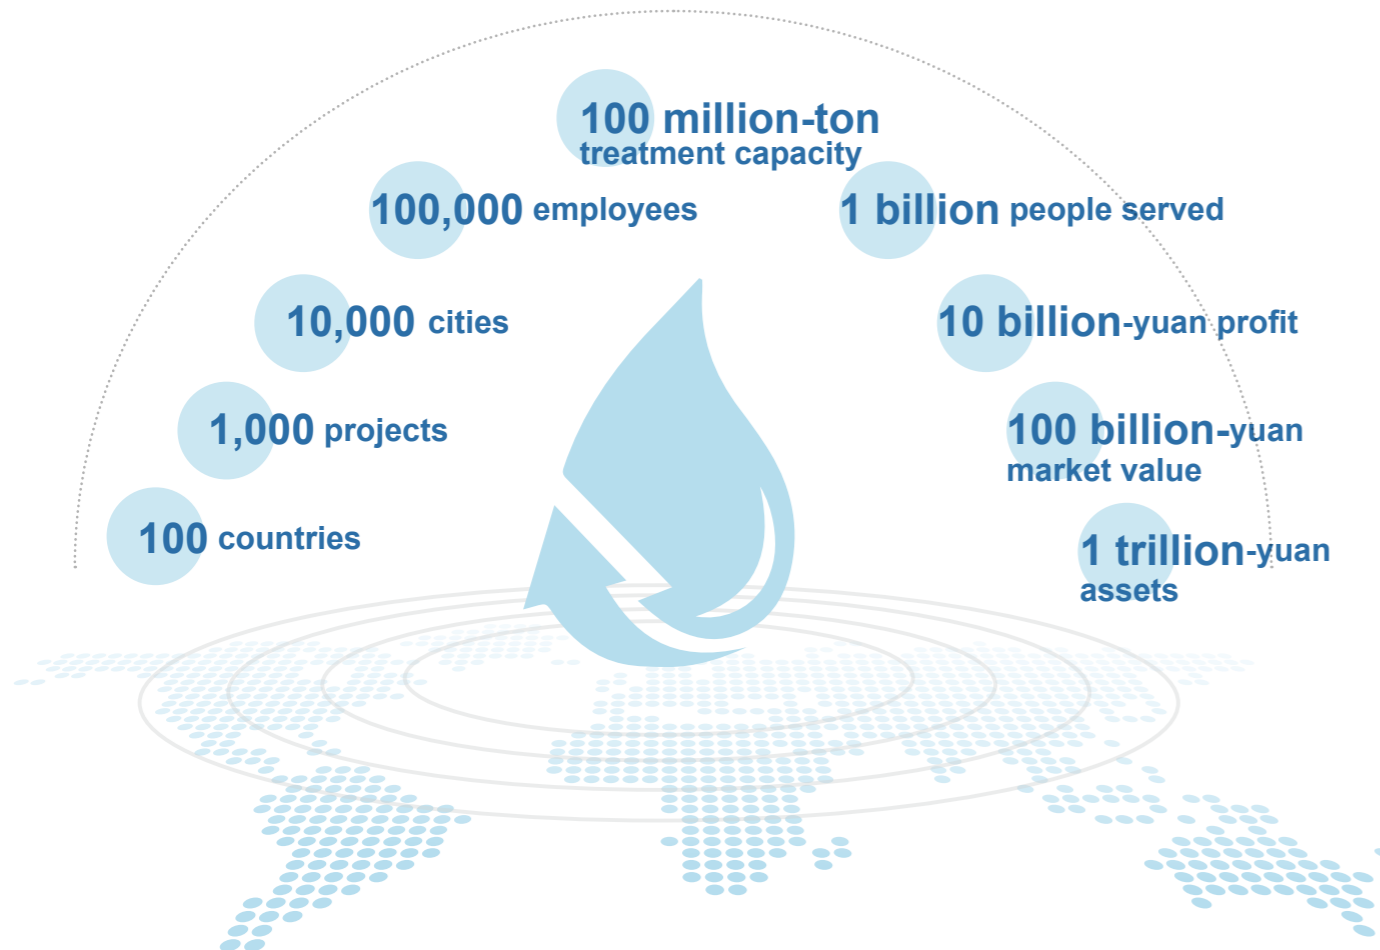 100 million-ton
treatment capacity
100,000 employees
1 billion people served
10,000 cities
10 billion-yuan profit
1,000 projects
100 billion-yuan
market value
100 countries
1 trillion-yuan
assets